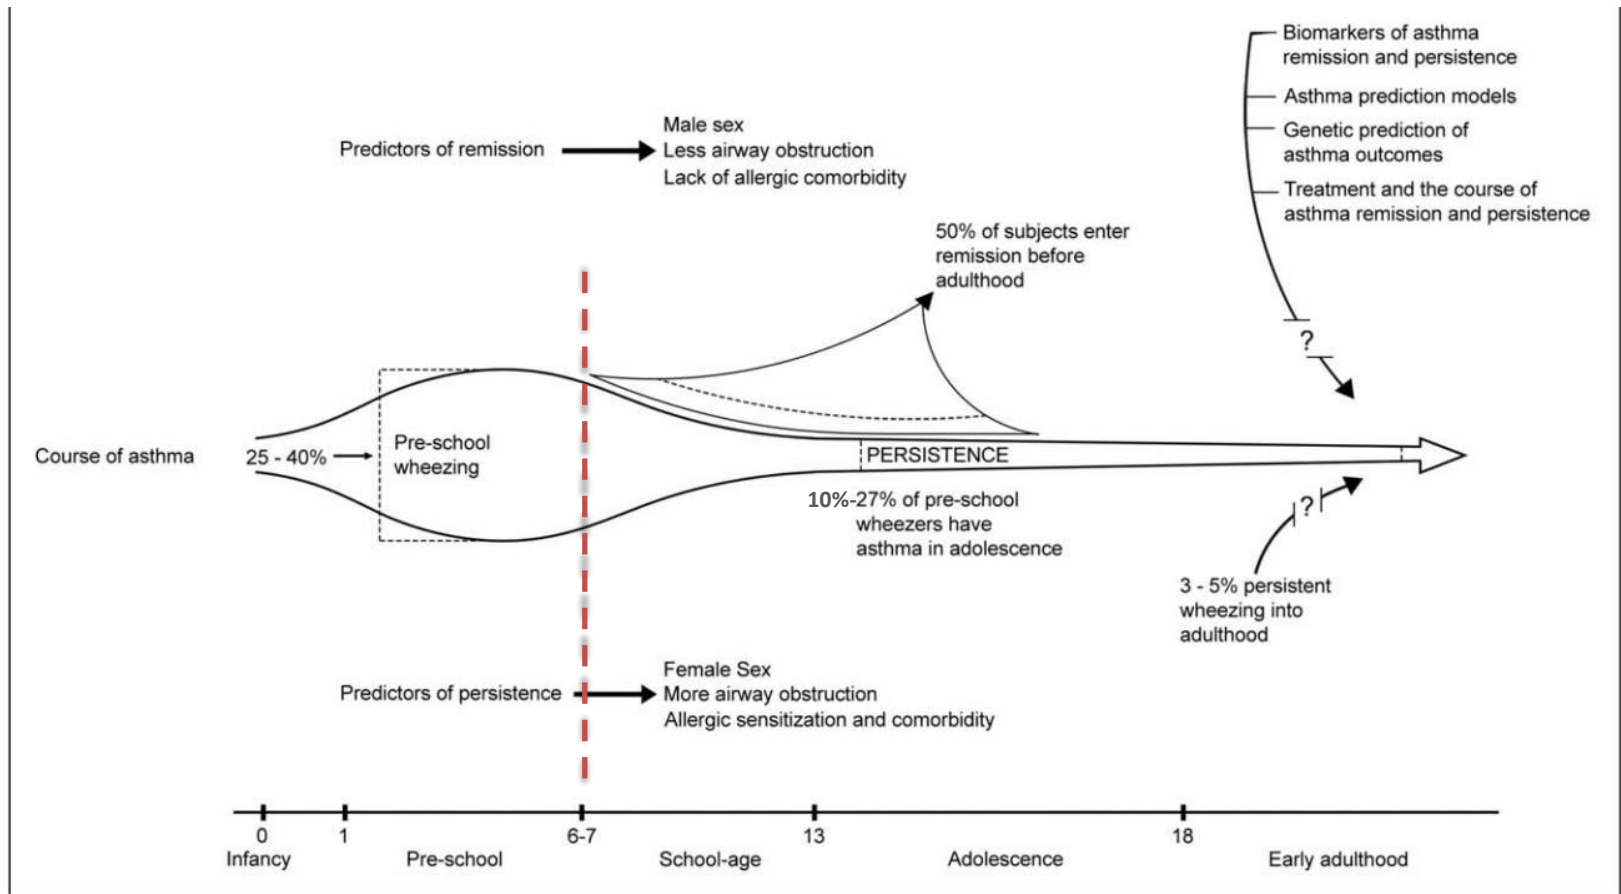 Biomarkers of asthma
remission and persistence
Asthma prediction models
Genetic prediction of
asthma outcomes
Treatment and the course of
asthma remission and persistence
Predictors of remission
Male sex
Less airway obstruction
Lack of allergic comorbidity
50% of subjects enter
remission before
adulthood
?
Course of asthma
25 - 40%
Pre-school
wheezing
PERSISTENCE
10%-27% of pre-school
wheezers have
asthma in adolescence
?
3 - 5% persistent
wheezing into
adulthood
Predictors of persistence
Female Sex
More airway obstruction
Allergic sensitization and comorbidity
0 1 6-7 13 18
Infancy Pre-school School-age Adolescence Early adulthood